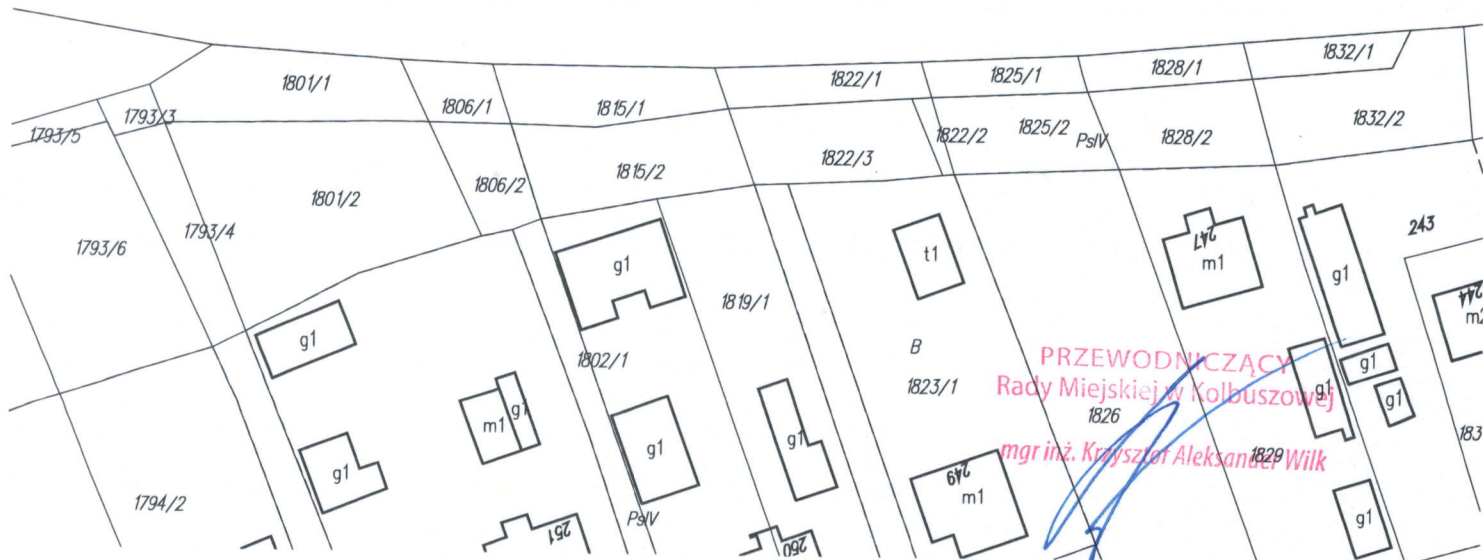 1832/1
1828/1
1825/1
1822/1
1801/1
1806/1
1815/1
1793/3
1793/5
1832/2
1825/2
PsIV
1828/2
1822/2
1822/3
1815/2
1806/2
1801/2
1793/4
1793/6
243
247
m1
t1
g1
g1
1819/1
244
g1
B
PRZEWODNICZĄCY
Rady Miejskiej w Kolbuszowej
mgr inż. Krzysztof Aleksander Wilk
1802/1
1823/1
g1
g1
g1
m1
g1
1826
g1
g1
g1
1829
249
m1
1794/2
PsIV
251
g1